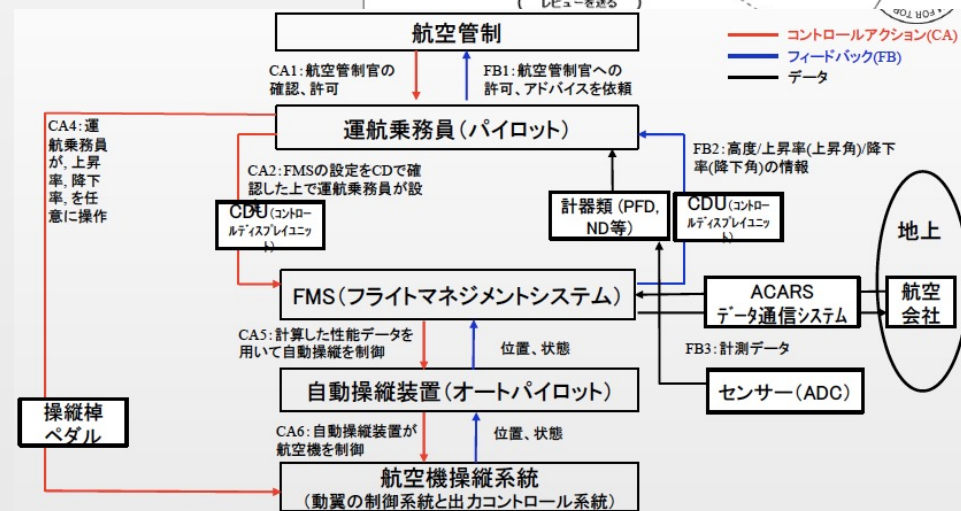 レビューを送る
A FOR TOP
航空管制
コントロールアクション(CA)
フィードバック(FB)
データ
CA1:航空管制官の
確認、許可
FB1:航空管制官への
許可、アドバイスを依頼
運航乗務員(パイロット)
CA4:運
航乗務員
が, 上昇
率, 降下
率, を任
意に操作
CA2:FMSの設定をCDで確
認した上で運航乗務員が設
FB2:高度/上昇率(上昇角)/降下
率(降下角)の情報
CDU(コントロー
ルディスプレイユニッ
ト)
計器類 (PFD,
ND等)
CDU(コントロー
ルディスプレイユニッ
ト)
地上
FMS(フライトマネジメントシステム)
ACARS
データ通信システム
航空
会社
CA5:計算した性能データを
用いて自動操縦を制御
位置、状態
FB3:計測データ
自動操縦装置(オートパイロット)
センサー(ADC)
操縦棹
ペダル
CA6:自動操縦装置が
航空機を制御
位置、状態
航空機操縦系統
(動翼の制御系統と出力コントロール系統)